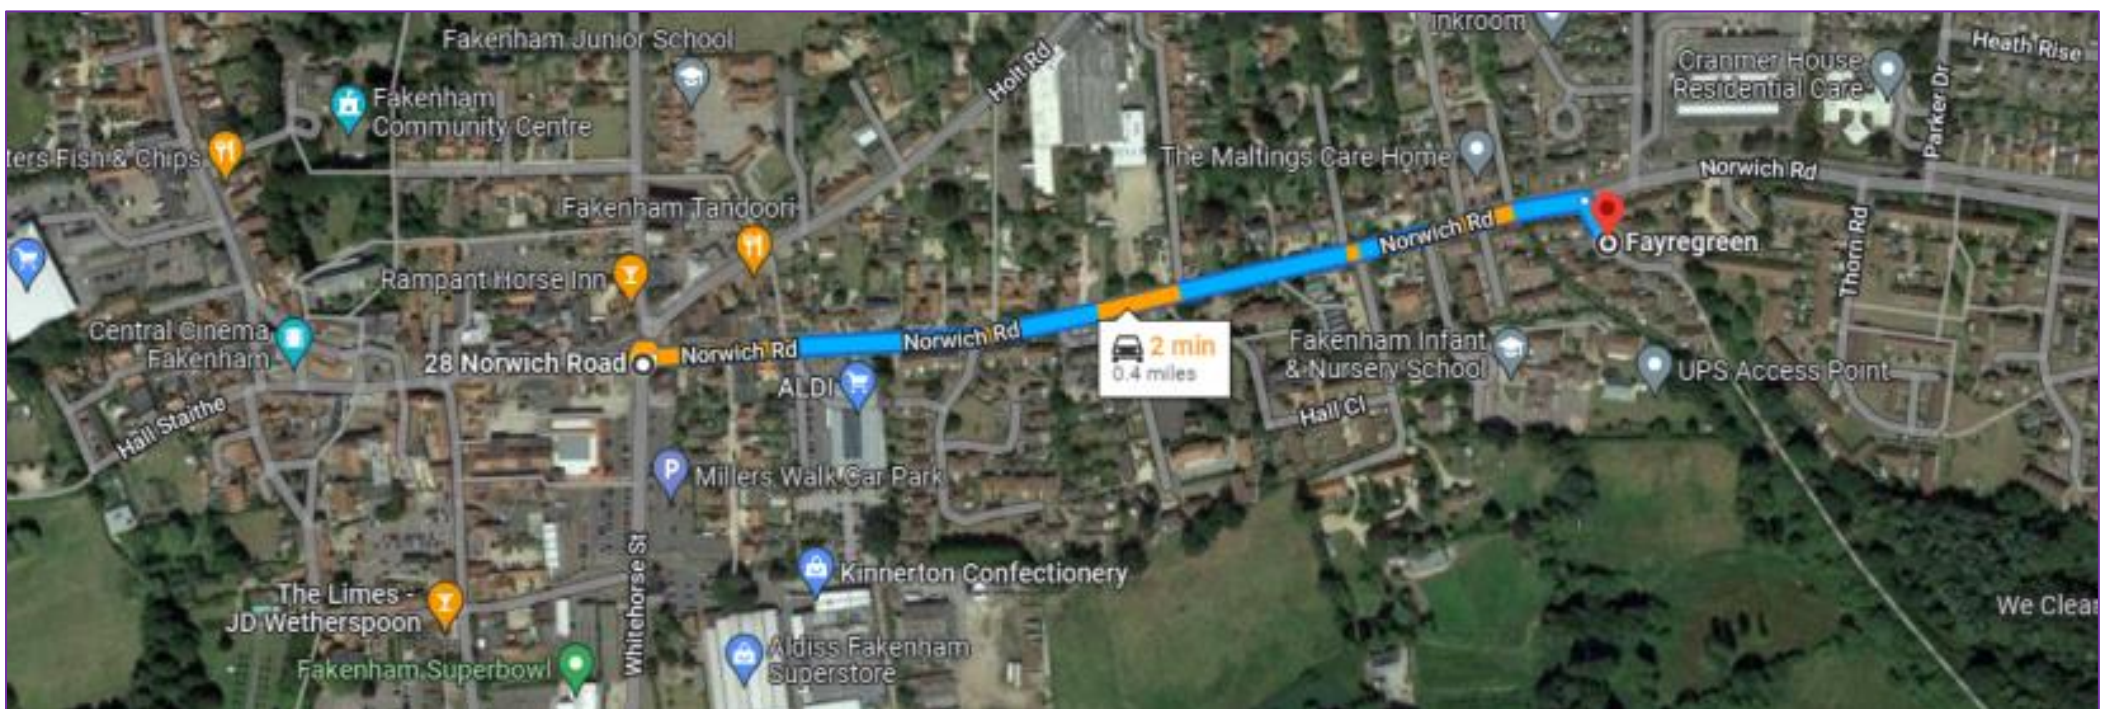 inkroom
Fakenham Junior School
Heath Rise
Holt Rd
Cranmer House
Residential Care
Parker Dr
Fakenham
Community Centre
ters Fish & Chips
The Maltings Care Home
Norwich Rd
Fakenham Tandoori
Norwich Rd
Fayregreen
Thorn Rd
Rampant Horse Inn
Central Cinema
Fakenham
28 Norwich Road
Norwich Rd
Norwich Rd
2 min
0.4 miles
Fakenham Infant
& Nursery School
UPS Access Point
ALDI
Hall Staithe
Hall Cl
P
Millers Walk Car Park
Kinnerton Confectionery
Whitehorse St
The Limes -
JD Wetherspoon
We Clear
Fakenham Superbowl
Aldiss Fakenham
Superstore